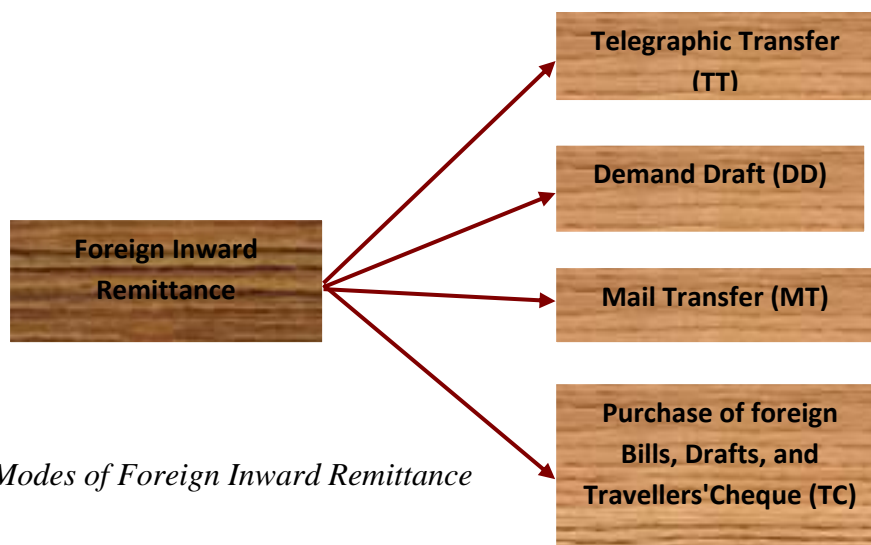 Telegraphic Transfer
(TT)
Demand Draft (DD)
Foreign Inward
Remittance
Mail Transfer (MT)
Purchase of foreign
Bills, Drafts, and
Travellers'Cheque (TC)
Modes of Foreign Inward Remittance